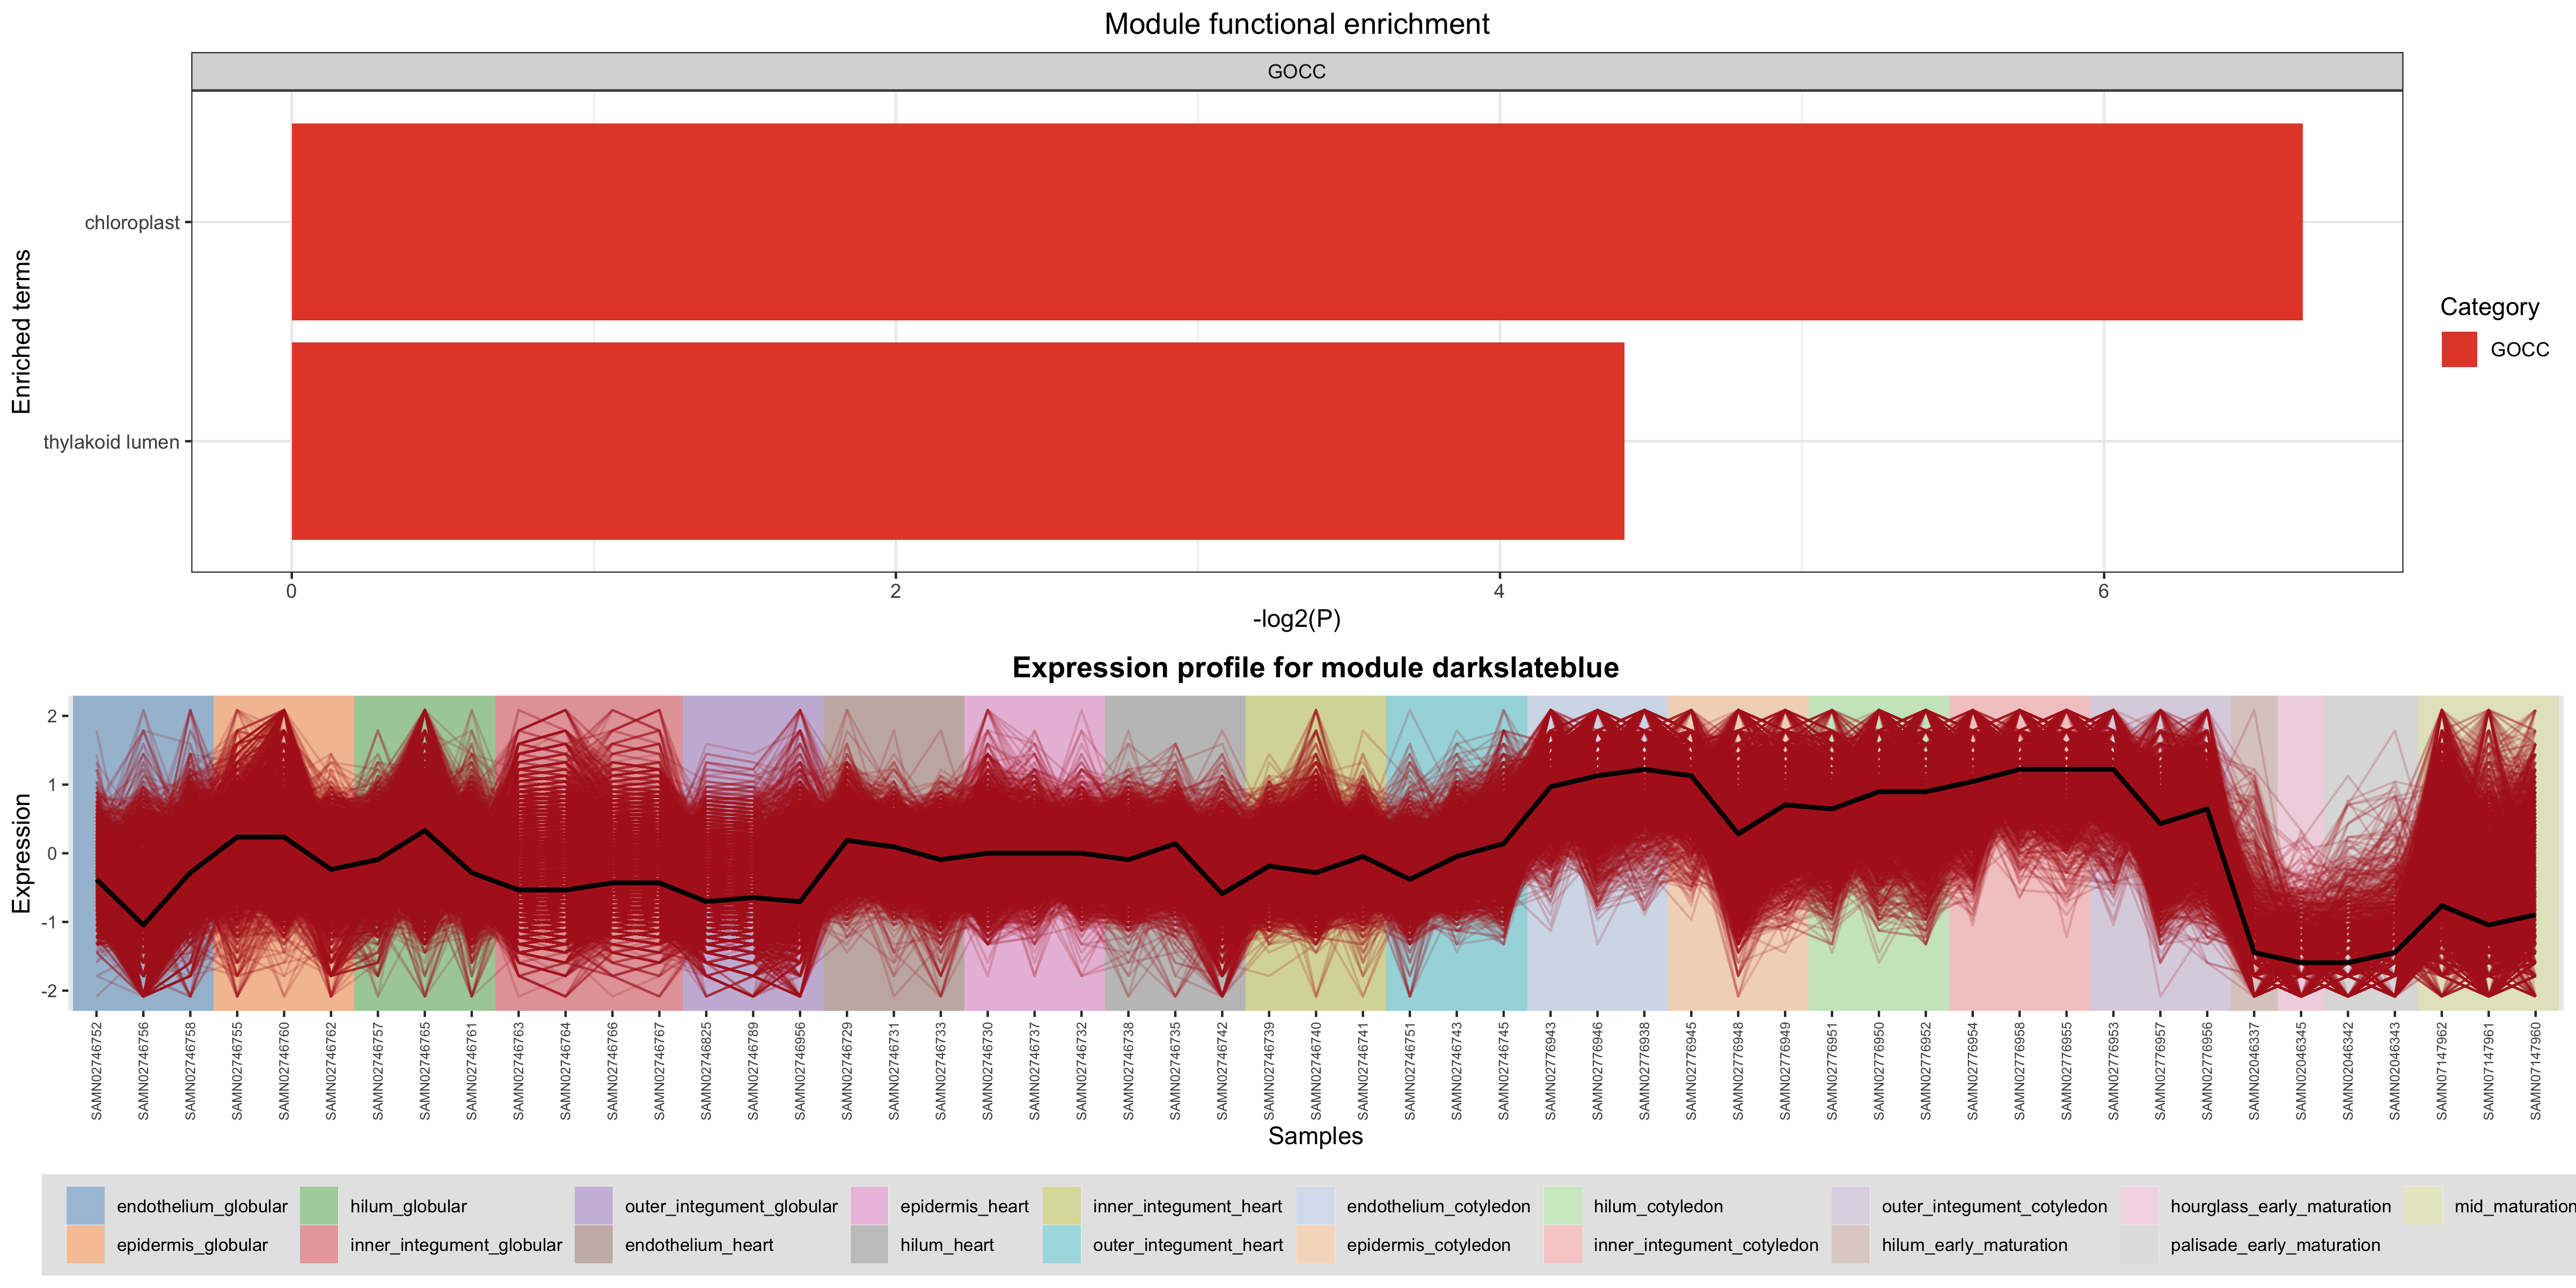 Module functional enrichment
GOCC
Enriched terms
chloroplast
thylakoid lumen
0 2 4 6
-log2(P)
Category
GOCC
Expression profile for module darkslateblue
Expression
2
1
0
-1
-2
SAMN02746752
SAMN02746756
SAMN02746758
SAMN02746755
SAMN02746760
SAMN02746762
SAMN02746757
SAMN02746765
SAMN02746761
SAMN02746763
SAMN02746764
SAMN02746766
SAMN02746767
SAMN02746825
SAMN02746789
SAMN02746956
SAMN02746729
SAMN02746731
SAMN02746733
SAMN02746730
SAMN02746737
SAMN02746732
SAMN02746738
SAMN02746735
SAMN02746742
SAMN02746739
SAMN02746740
SAMN02746741
SAMN02746751
SAMN02746743
SAMN02746745
SAMN02776943
SAMN02776946
SAMN02776938
SAMN02776945
SAMN02776948
SAMN02776949
SAMN02776951
SAMN02776950
SAMN02776952
SAMN02776954
SAMN02776958
SAMN02776955
SAMN02776953
SAMN02776957
SAMN02776956
SAMN02046337
SAMN02046345
SAMN02046342
SAMN02046343
SAMN07147962
SAMN07147961
SAMN07147960
Samples
endothelium_globular hilum_globular outer_integument_globular epidermis_heart inner_integument_heart endothelium_cotyledon hilum_cotyledon outer_integument_cotyledon hourglass_early_maturation mid_maturation
epidermis_globular inner_integument_globular endothelium_heart hilum_heart outer_integument_heart epidermis_cotyledon inner_integument_cotyledon hilum_early_maturation palisade_early_maturation